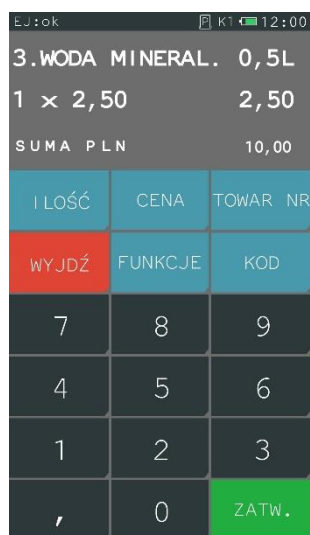 EJ:ok P K1 12:00
3.WODA MINERAL. 0,5L
1 x 2,50 2,50
SUMA PLN 10,00
ILOŚĆ CENA TOWAR NR
WYJDŹ FUNKCJE KOD
7 8 9
4 5 6
1 2 3
, 0 ZATW.